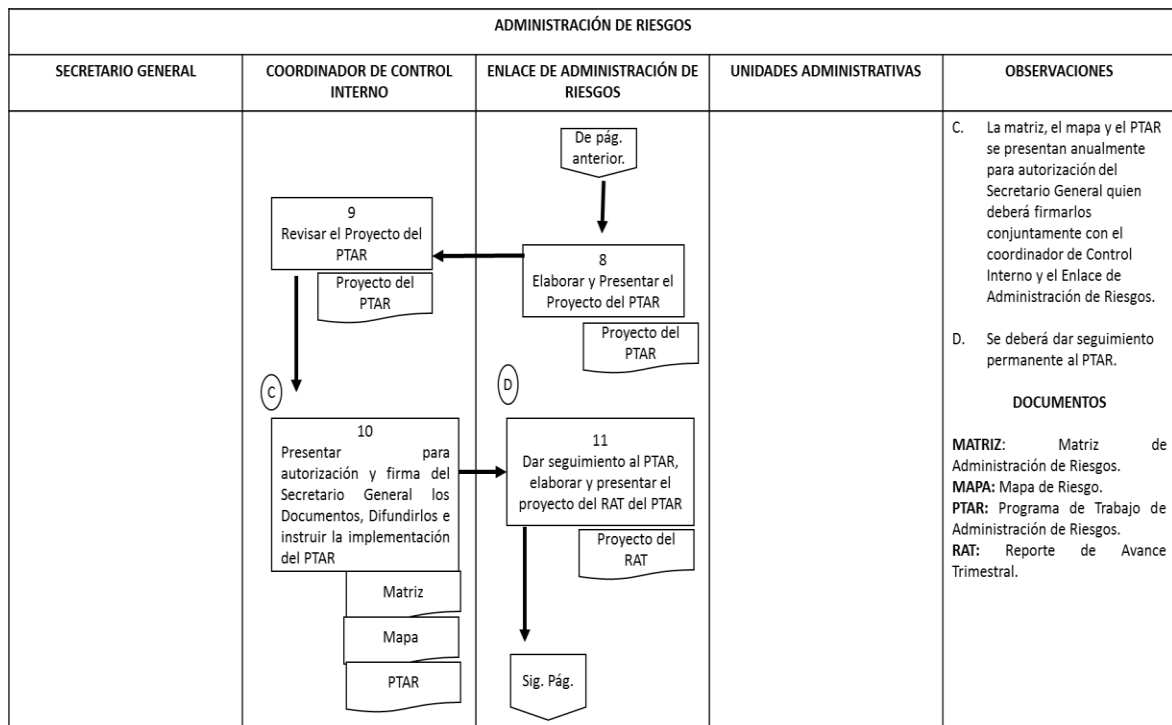 ADMINISTRACIÓN DE RIESGOS
SECRETARIO GENERAL
COORDINADOR DE CONTROL
INTERNO
ENLACE DE ADMINISTRACIÓN DE
RIESGOS
UNIDADES ADMINISTRATIVAS
OBSERVACIONES
De pág.
anterior.
8
Elaborar y Presentar el
Proyecto del PTAR
Proyecto del
PTAR
9
Revisar el Proyecto del
PTAR
Proyecto del
PTAR
C
10
Presentar para
autorización y firma del
Secretario General los
Documentos, Difundirlos e
instruir la implementación
del PTAR
Matriz
Mapa
PTAR
D
11
Dar seguimiento al PTAR,
elaborar y presentar el
proyecto del RAT del PTAR
Proyecto del
RAT
Sig. Pág.
C. La matriz, el mapa y el PTAR
se presentan anualmente
para autorización del
Secretario General quien
deberá firmarlos
conjuntamente con el
coordinador de Control
Interno y el Enlace de
Administración de Riesgos.
D. Se deberá dar seguimiento
permanente al PTAR.
DOCUMENTOS
MATRIZ: Matriz de
Administración de Riesgos.
MAPA: Mapa de Riesgo.
PTAR: Programa de Trabajo de
Administración de Riesgos.
RAT: Reporte de Avance
Trimestral.